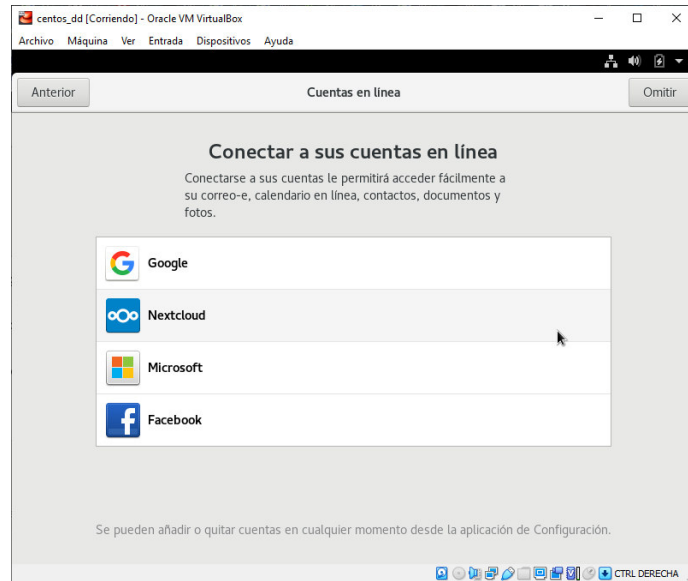 centos_dd [Corriendo] - Oracle VM VirtualBox
Archivo Máquina Ver Entrada Dispositivos Ayuda
Anterior Cuentas en línea Omitir
Conectar a sus cuentas en línea
Conectarse a sus cuentas le permitirá acceder fácilmente a
su correo-e, calendario en línea, contactos, documentos y
fotos.
Google
Nextcloud
Microsoft
Facebook
Se pueden añadir o quitar cuentas en cualquier momento desde la aplicación de Configuración.
CTRL DERECHA